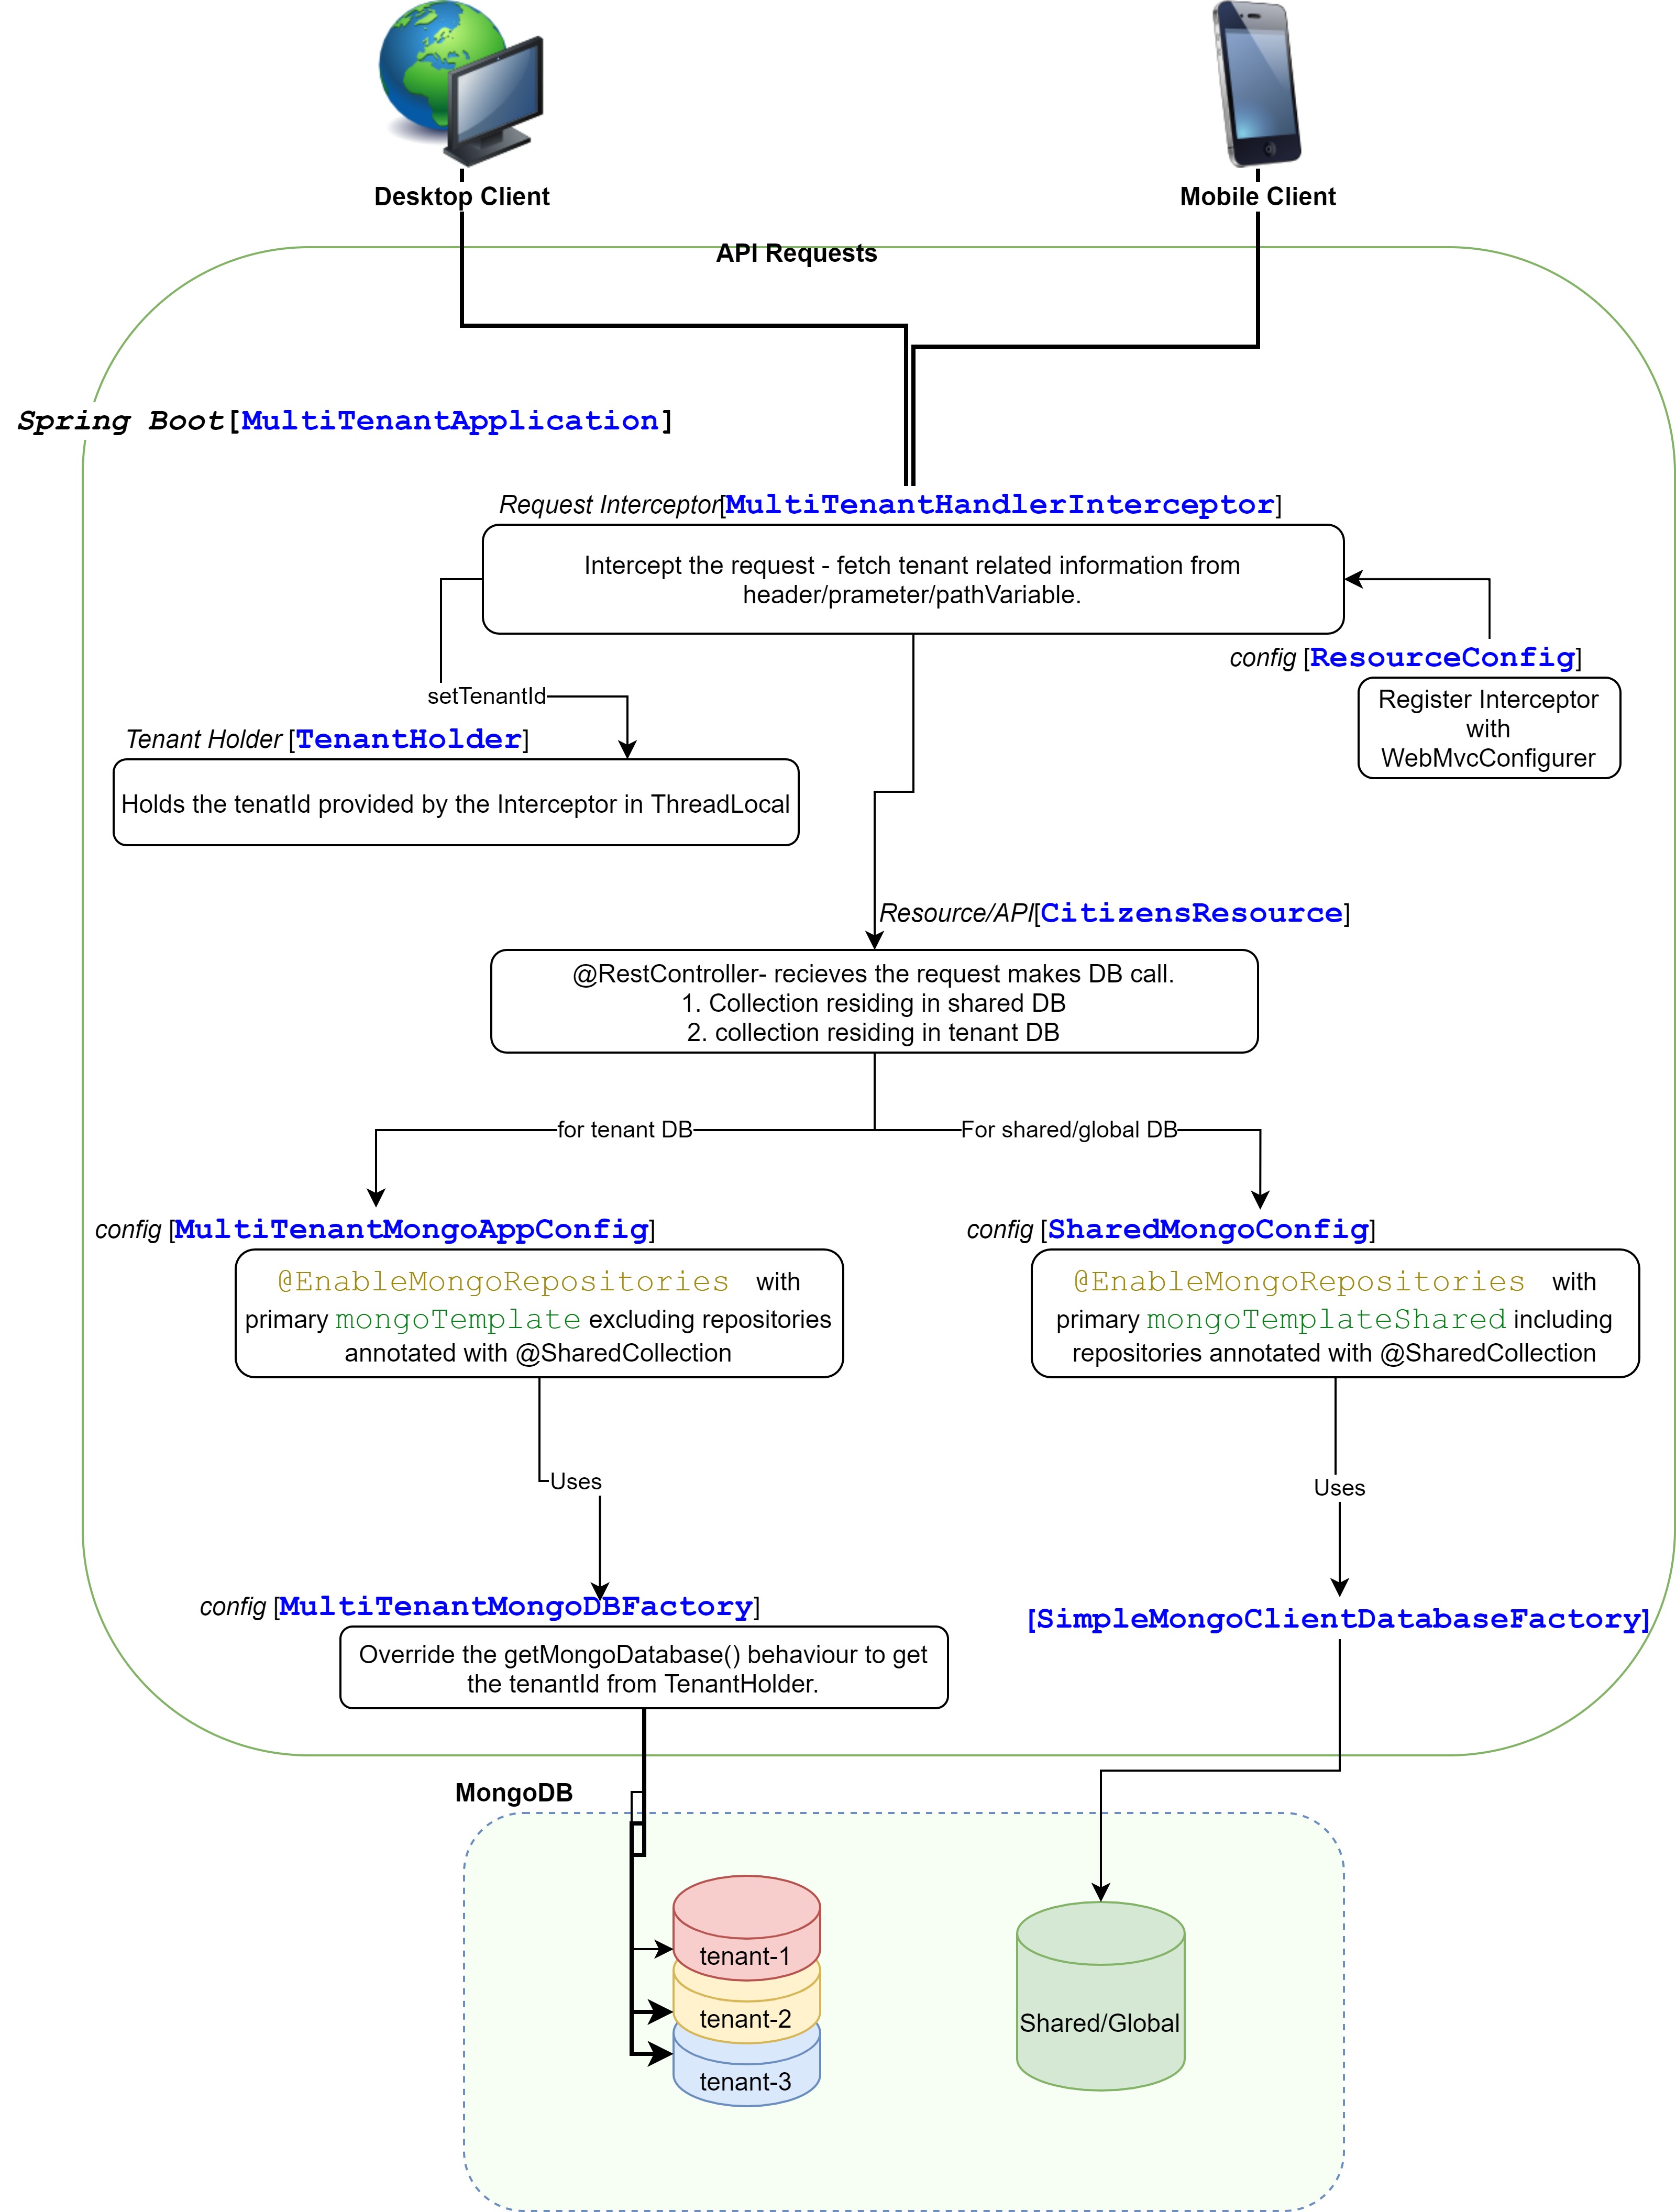 Desktop Client
Mobile Client
API Requests
Spring Boot[MultiTenantApplication]
Request Interceptor[MultiTenantHandlerInterceptor]
Intercept the request - fetch tenant related information from
header/prameter/pathVariable.
config [ResourceConfig]
Register Interceptor
with
WebMvcConfigurer
setTenantId
Tenant Holder [TenantHolder]
Holds the tenatId provided by the Interceptor in ThreadLocal
Resource/API[CitizensResource]
@RestController- recieves the request makes DB call.
1. Collection residing in shared DB
2. collection residing in tenant DB
for tenant DB
For shared/global DB
config [MultiTenantMongoAppConfig]
@EnableMongoRepositories with
primary mongoTemplate excluding repositories
annotated with @SharedCollection
config [SharedMongoConfig]
@EnableMongoRepositories with
primary mongoTemplateShared including
repositories annotated with @SharedCollection
Uses
Uses
config [MultiTenantMongoDBFactory]
Override the getMongoDatabase() behaviour to get
the tenantId from TenantHolder.
[SimpleMongoClientDatabaseFactory]
MongoDB
tenant-1
tenant-2
tenant-3
Shared/Global